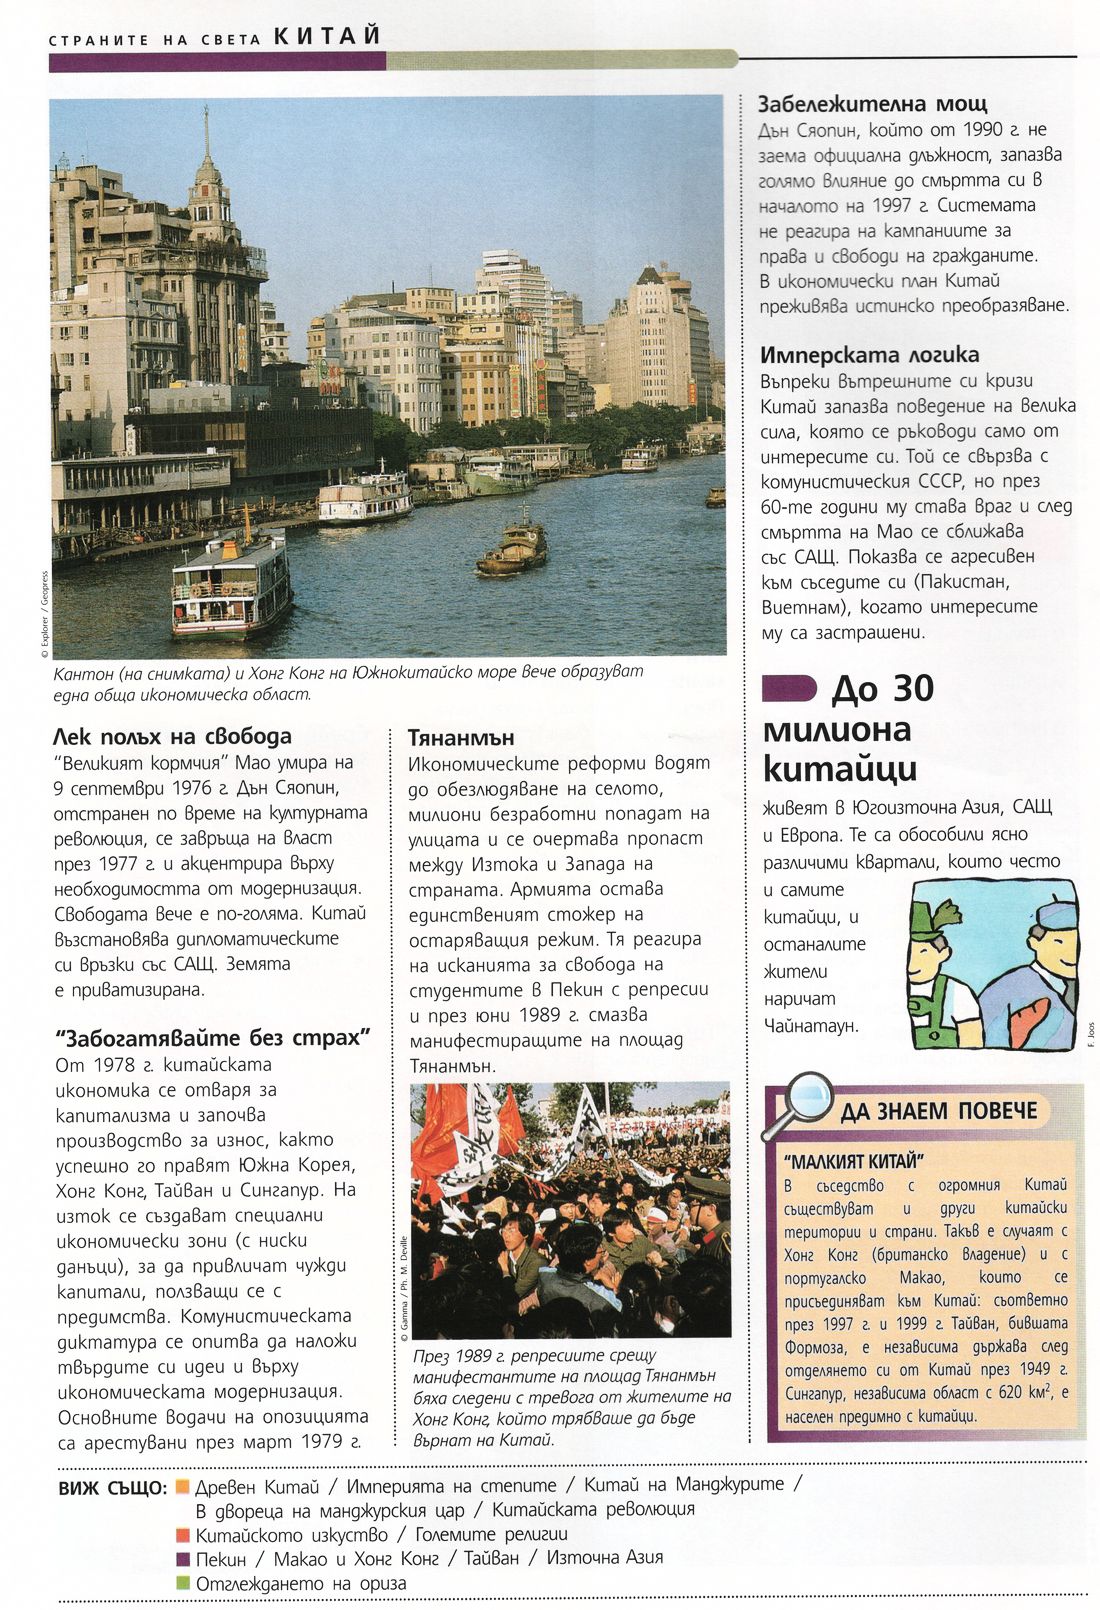 СТРАНИТЕ НА СВЕТА КИТАЙ
© Explorer / Geopress
Кантон (на снимката) и Хонг Конг на Южнокитайско море вече образуват
една обща икономическа област.
Лек полъх на свобода
“Великият кормчия” Мао умира на
9 септември 1976 г. Дън Сяопин,
отстранен по време на културната
революция, се завръща на власт
през 1977 г. и акцентрира върху
необходимостта от модернизация.
Свободата вече е по-голяма. Китай
възстановява дипломатическите
си връзки със САЩ. Земята
е приватизирана.
“Забогатявайте без страх”
От 1978 г. китайската
икономика се отваря за
капитализма и започва
производство за износ, както
успешно го правят Южна Корея,
Хонг Конг, Тайван и Сингапур. На
изток се създават специални
икономически зони (с ниски
данъци), за да привличат чужди
капитали, ползващи се с
предимства. Комунистическата
диктатура се опитва да наложи
твърдите си идеи и върху
икономическата модернизация.
Основните водачи на опозицията
са арестувани през март 1979 г.
Тянанмън
Икономическите реформи водят
до обезлюдяване на селото,
милиони безработни попадат на
улицата и се очертава пропаст
между Изтока и Запада на
страната. Армията остава
единственият стожер на
остаряващия режим. Тя реагира
на исканията за свобода на
студентите в Пекин с репресии
и през юни 1989 г. смазва
манифестиращите на площад
Тянанмън.
© Gamma / Ph. M. Deville
През 1989 г. репресиите срещу
манифестантите на площад Тянанмън
бяха следени с тревога от жителите на
Хонг Конг, който трябваше да бъде
върнат на Китай.
Забележителна мощ
Дън Сяопин, който от 1990 г. не
заема официална длъжност, запазва
голямо влияние до смъртта си в
началото на 1997 г. Системата
не реагира на кампаниите за
права и свободи на гражданите.
В икономически план Китай
преживява истинско преобразяване.
Имперската логика
Въпреки вътрешните си кризи
Китай запазва поведение на велика
сила, която се ръководи само от
интересите си. Той се свързва с
комунистическия СССР, но през
60-те години му става враг и след
смъртта на Мао се сближава
със САЩ. Показва се агресивен
към съседите си (Пакистан,
Виетнам), когато интересите
му са застрашени.
До 30
милиона
китайци
живеят в Югоизточна Азия, САЩ
и Европа. Те са обособили ясно
различими квартали, които често
и самите
китайци, и
останалите
жители
наричат
Чайнатаун.
F. Joos
ДА ЗНАЕМ ПОВЕЧЕ
“МАЛКИЯТ КИТАЙ”
В съседство с огромния Китай
съществуват и други китайски
територии и страни. Такъв е случаят с
Хонг Конг (британско владение) и с
португалско Макао, които се
присъединяват към Китай: съответно
през 1997 г. и 1999 г. Тайван, бившата
Формоза, е независима държава след
отделянето си от Китай през 1949 г.
Сингапур, независима област с 620 км², е
населен предимно с китайци.
ВИЖ СЪЩО: Древен Китай / Империята на степите / Китай на Манджурите /
В двореца на манджурския цар / Китайската революция
Китайското изкуство / Големите религии
Пекин / Макао и Хонг Конг / Тайван / Източна Азия
Отглеждането на ориза